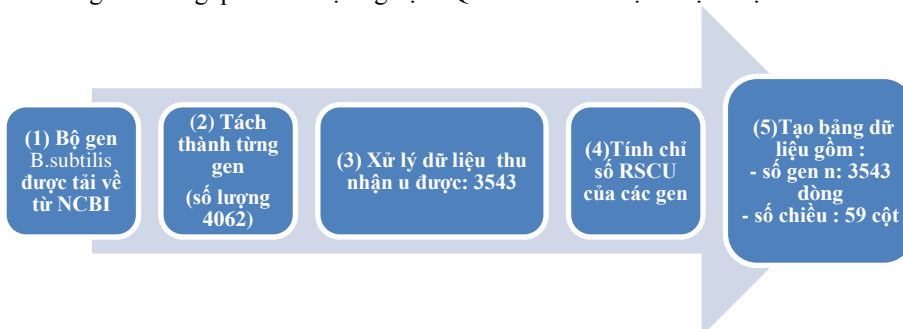 (1) Bộ gen
B.subtilis
được tải về
từ NCBI
(2) Tách
thành từng
gen
(số lượng
4062)
(3) Xử lý dữ liệu thu
nhận u được: 3543
(4)Tính chỉ
số RSCU
của các gen
(5)Tạo bảng dữ
liệu gồm :
- số gen n: 3543
dòng
- số chiều : 59 cột